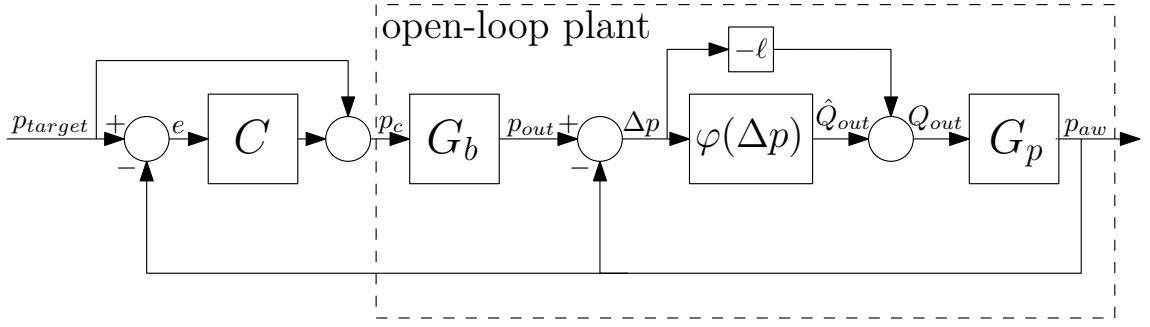 open-loop plant
−ℓ
p_target + e C p_c G_b p_out + Δp φ(Δp) Q̂_out Q_out G_p p_aw
− −